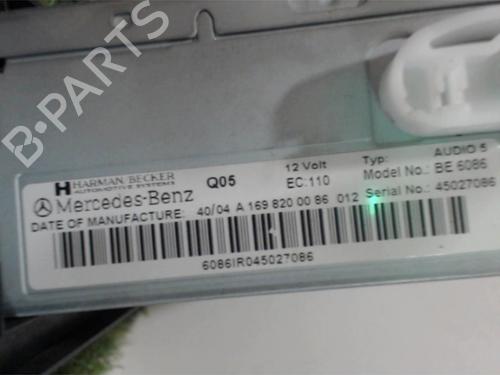 B-PARTS
HARMAN/BECKER
AUTOMOTIVE SYSTEMS
Q05 12 Volt Typ: AUDIO 5
Mercedes-Benz EC:110 Model No.: BE 6086
DATE OF MANUFACTURE: 40/04 A 169 820 00 86 012 Serial No.: 45027086
6086IR045027086